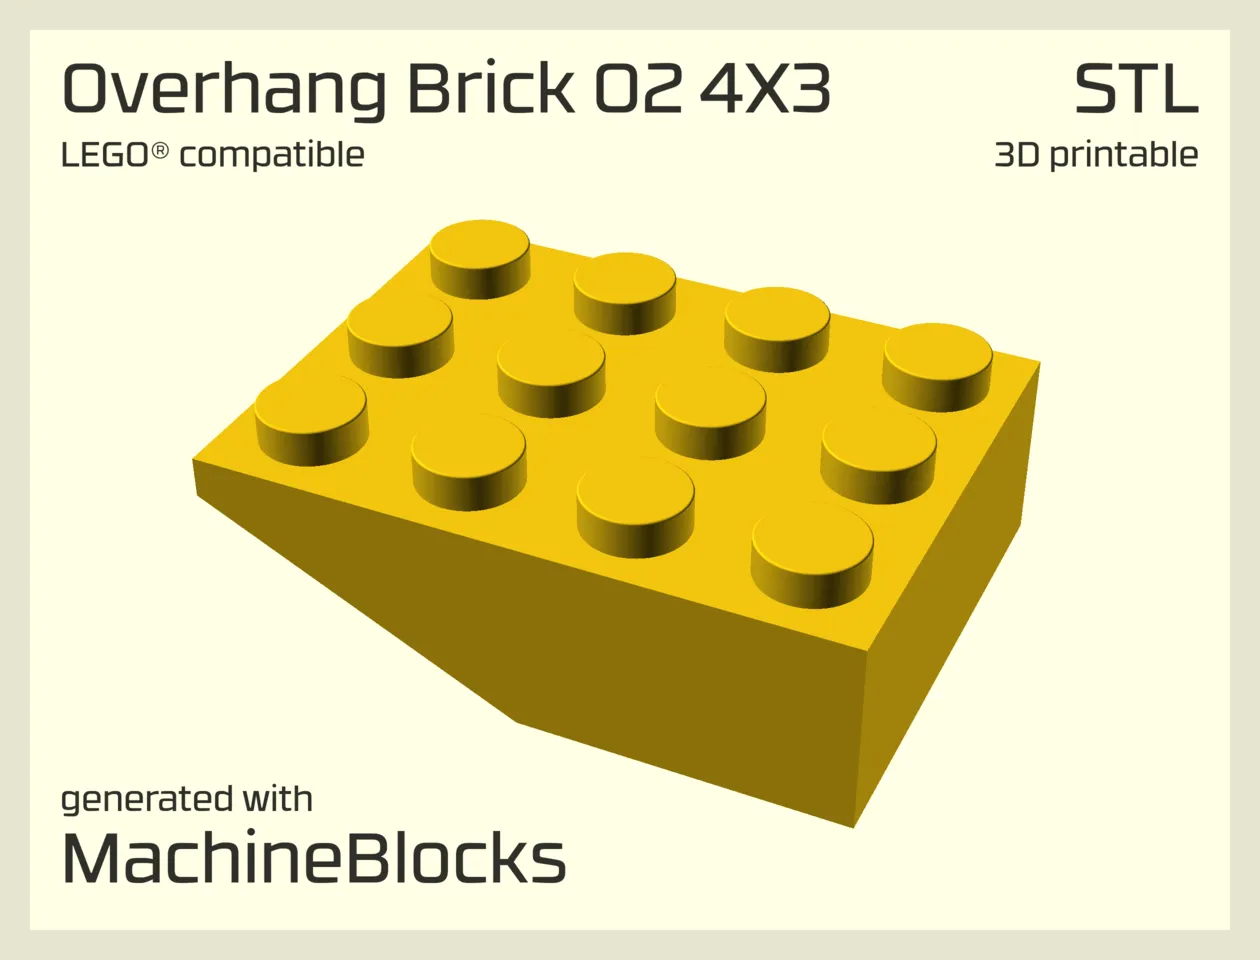 Overhang Brick 02 4X3
STL
LEGO® compatible
3D printable
generated with
MachineBlocks